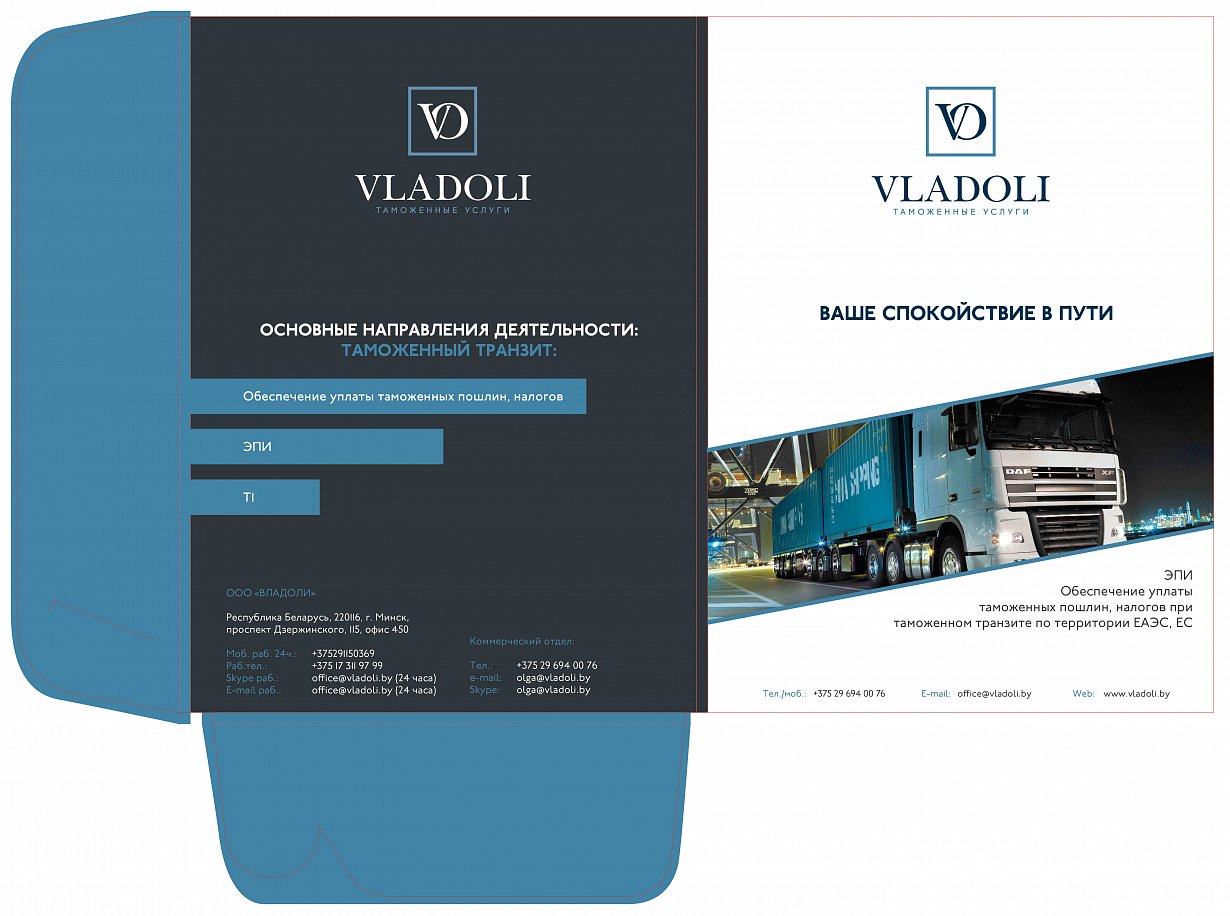 VO
VLADOLI
ТАМОЖЕННЫЕ УСЛУГИ
ОСНОВНЫЕ НАПРАВЛЕНИЯ ДЕЯТЕЛЬНОСТИ:
ТАМОЖЕННЫЙ ТРАНЗИТ:
Обеспечение уплаты таможенных пошлин, налогов
ЭПИ
T1
ООО «ВЛАДОЛИ»
Республика Беларусь, 220116, г. Минск,
проспект Дзержинского, 115, офис 450
Моб. раб. 24ч.: +375291150369
Раб.тел.: +375 17 311 97 99
Skype раб.: office@vladoli.by (24 часа)
E-mail раб.: office@vladoli.by (24 часа)
Коммерческий отдел:
Тел.: +375 29 694 00 76
e-mail: olga@vladoli.by
Skype: olga@vladoli.by
VO
VLADOLI
ТАМОЖЕННЫЕ УСЛУГИ
ВАШЕ СПОКОЙСТВИЕ В ПУТИ
DAF XF
ЭПИ
Обеспечение уплаты
таможенных пошлин, налогов при
таможенном транзите по территории ЕАЭС, ЕС
Тел./моб.: +375 29 694 00 76 E-mail: office@vladoli.by Web: www.vladoli.by